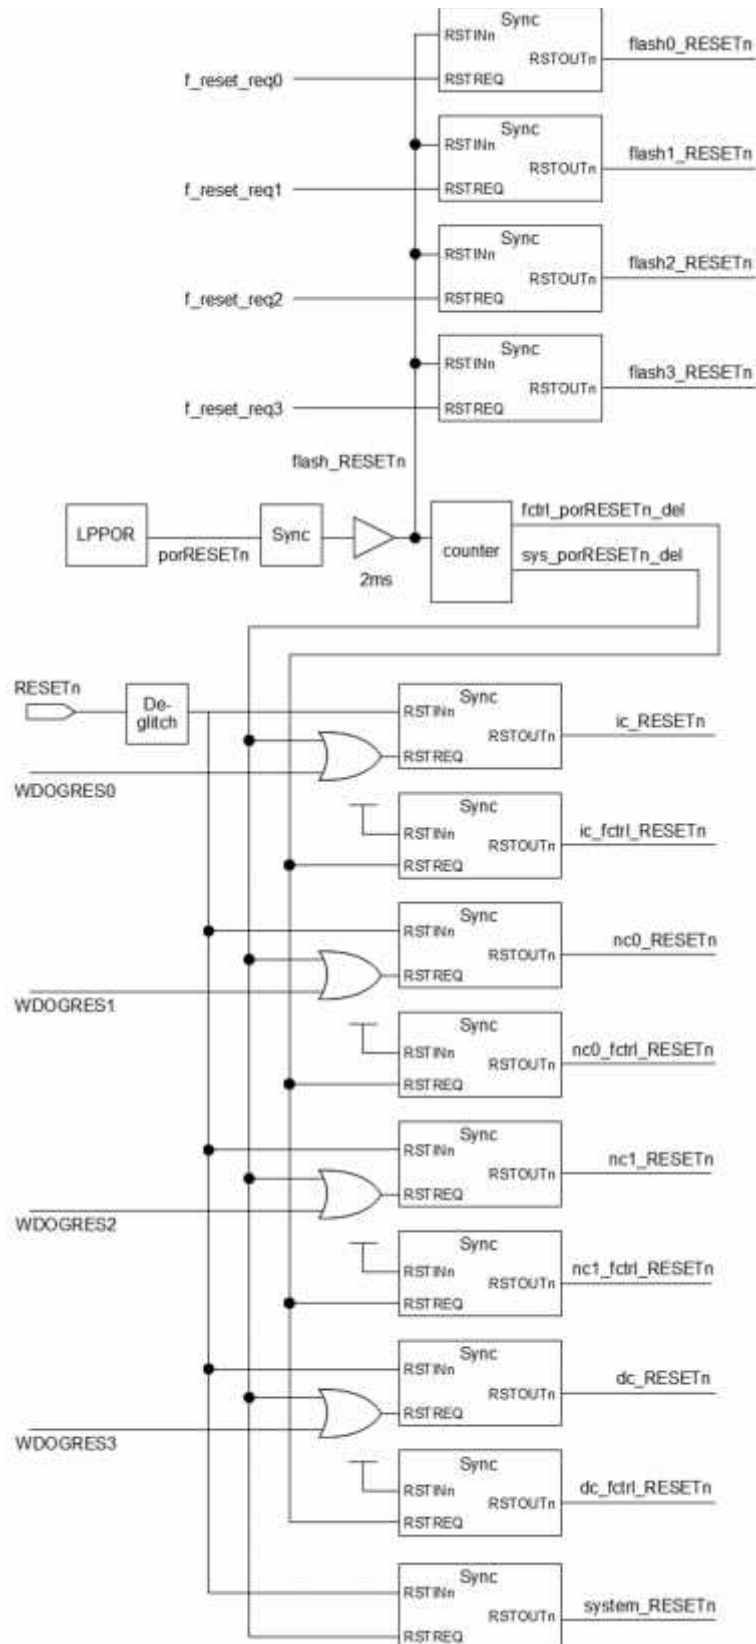 Sync
RSTINn
RSTOUTn
flash0_RESETn
f_reset_req0
RSTREQ
Sync
RSTINn
RSTOUTn
flash1_RESETn
f_reset_req1
RSTREQ
Sync
RSTINn
RSTOUTn
flash2_RESETn
f_reset_req2
RSTREQ
Sync
RSTINn
RSTOUTn
flash3_RESETn
f_reset_req3
RSTREQ
flash_RESETn
LPPOR
porRESETn
Sync
2ms
counter
fctrl_porRESETn_del
sys_porRESETn_del
RESETn
De-
glitch
Sync
RSTINn
RSTOUTn
ic_RESETn
RSTREQ
WDOGRES0
Sync
RSTINn
RSTOUTn
ic_fctrl_RESETn
RSTREQ
Sync
RSTINn
RSTOUTn
nc0_RESETn
RSTREQ
WDOGRES1
Sync
RSTINn
RSTOUTn
nc0_fctrl_RESETn
RSTREQ
Sync
RSTINn
RSTOUTn
nc1_RESETn
RSTREQ
WDOGRES2
Sync
RSTINn
RSTOUTn
nc1_fctrl_RESETn
RSTREQ
Sync
RSTINn
RSTOUTn
dc_RESETn
RSTREQ
WDOGRES3
Sync
RSTINn
RSTOUTn
dc_fctrl_RESETn
RSTREQ
Sync
RSTINn
RSTOUTn
system_RESETn
RSTREQ